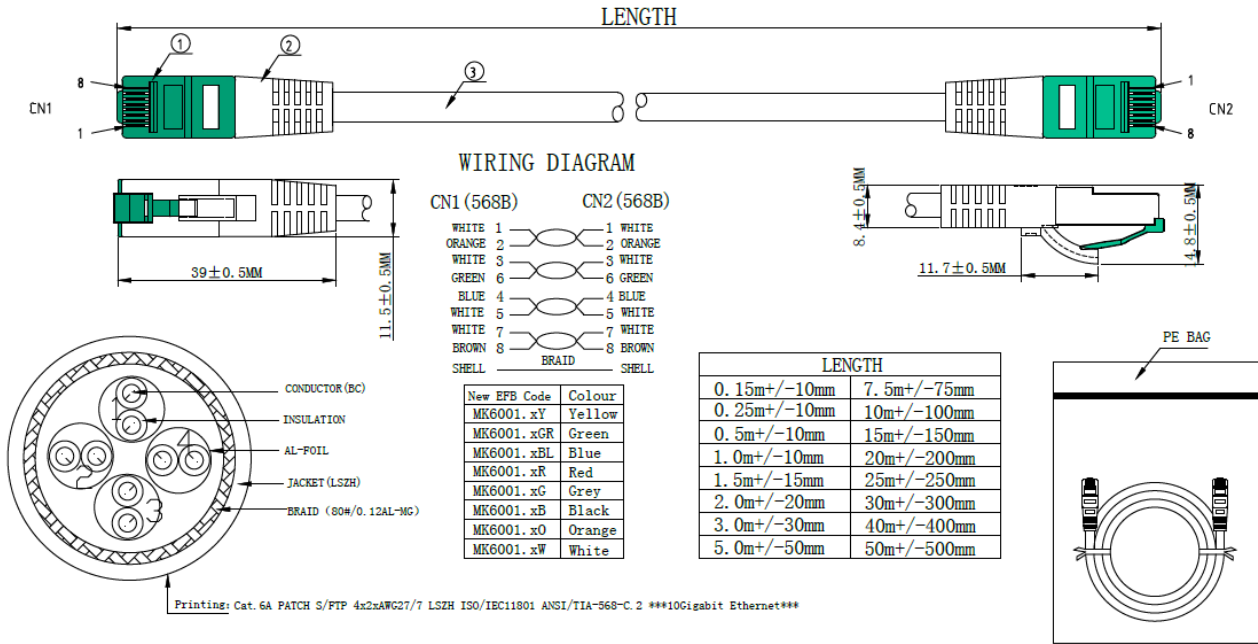 LENGTH
① ② ③
8
CN1
1
1
CN2
8
39±0.5MM
11.5±0.5MM
8.4±0.5MM
11.7±0.5MM
14.8±0.5MM
WIRING DIAGRAM
CN1(568B) CN2(568B)
WHITE 1 1 WHITE
ORANGE 2 2 ORANGE
WHITE 3 3 WHITE
GREEN 6 6 GREEN
BLUE 4 4 BLUE
WHITE 5 5 WHITE
WHITE 7 7 WHITE
BROWN 8 8 BROWN
SHELL BRAID SHELL
CONDUCTOR(BC)
INSULATION
AL-FOIL
JACKET(LSZH)
BRAID (80#/0.12AL-MG)
1
2
4
3
New EFB Code Colour
MK6001.xY Yellow
MK6001.xGR Green
MK6001.xBL Blue
MK6001.xR Red
MK6001.xG Grey
MK6001.xB Black
MK6001.xO Orange
MK6001.xW White
LENGTH
0.15m+/-10mm 7.5m+/-75mm
0.25m+/-10mm 10m+/-100mm
0.5m+/-10mm 15m+/-150mm
1.0m+/-10mm 20m+/-200mm
1.5m+/-15mm 25m+/-250mm
2.0m+/-20mm 30m+/-300mm
3.0m+/-30mm 40m+/-400mm
5.0m+/-50mm 50m+/-500mm
PE BAG
Printing: Cat.6A PATCH S/FTP 4x2xAWG27/7 LSZH ISO/IEC11801 ANSI/TIA-568-C.2 ***10Gigabit Ethernet***